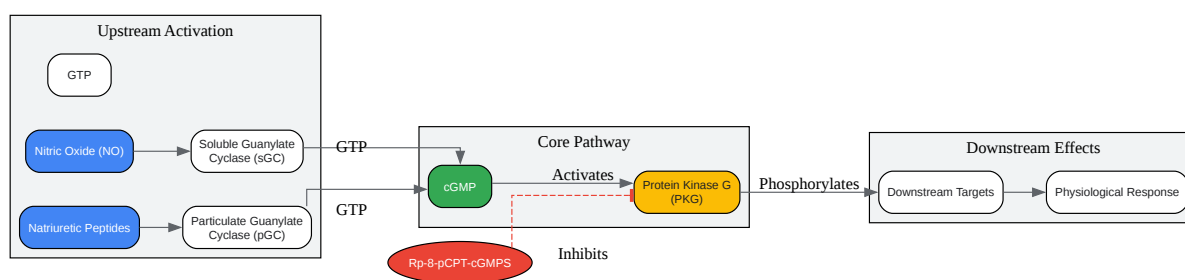 Upstream Activation
GTP
Nitric Oxide (NO)
Soluble Guanylate
Cyclase (sGC)
Natriuretic Peptides
Particulate Guanylate
Cyclase (pGC)
GTP
GTP
Core Pathway
cGMP
Activates
Protein Kinase G
(PKG)
Rp-8-pCPT-cGMPS
Inhibits
Phosphorylates
Downstream Effects
Downstream Targets
Physiological Response